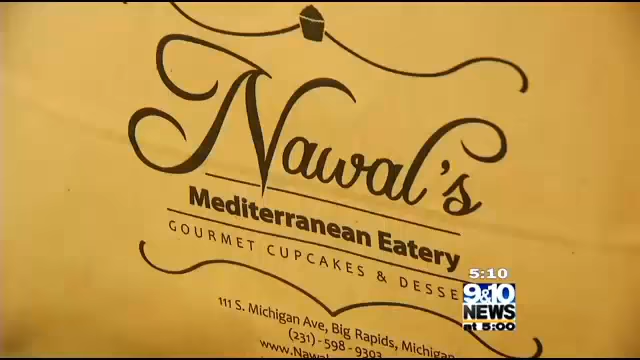 Nawal's
Mediterranean Eatery
GOURMET CUPCAKES &
111 S. Michigan Ave, Big Rapids, Michigan
(231) - 598 - 9303
5:10
9&10
NEWS
at 5:00